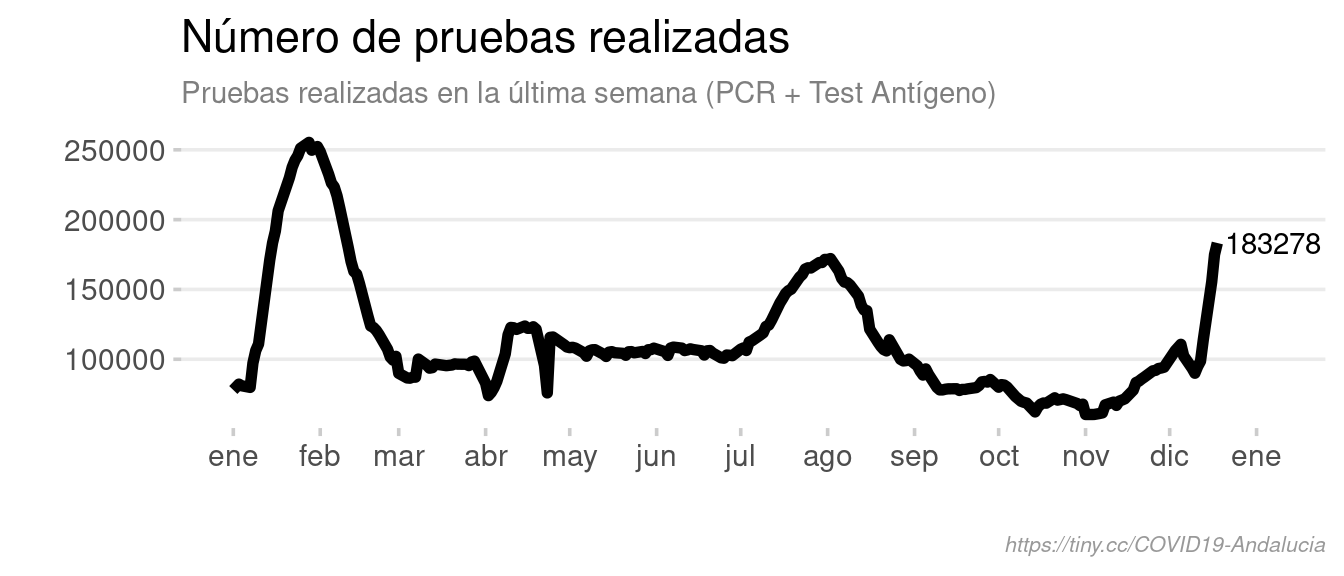 Número de pruebas realizadas
Pruebas realizadas en la última semana (PCR + Test Antígeno)
250000
200000
150000
100000
183278
ene feb mar abr may jun jul ago sep oct nov dic ene
https://tiny.cc/COVID19-Andalucia